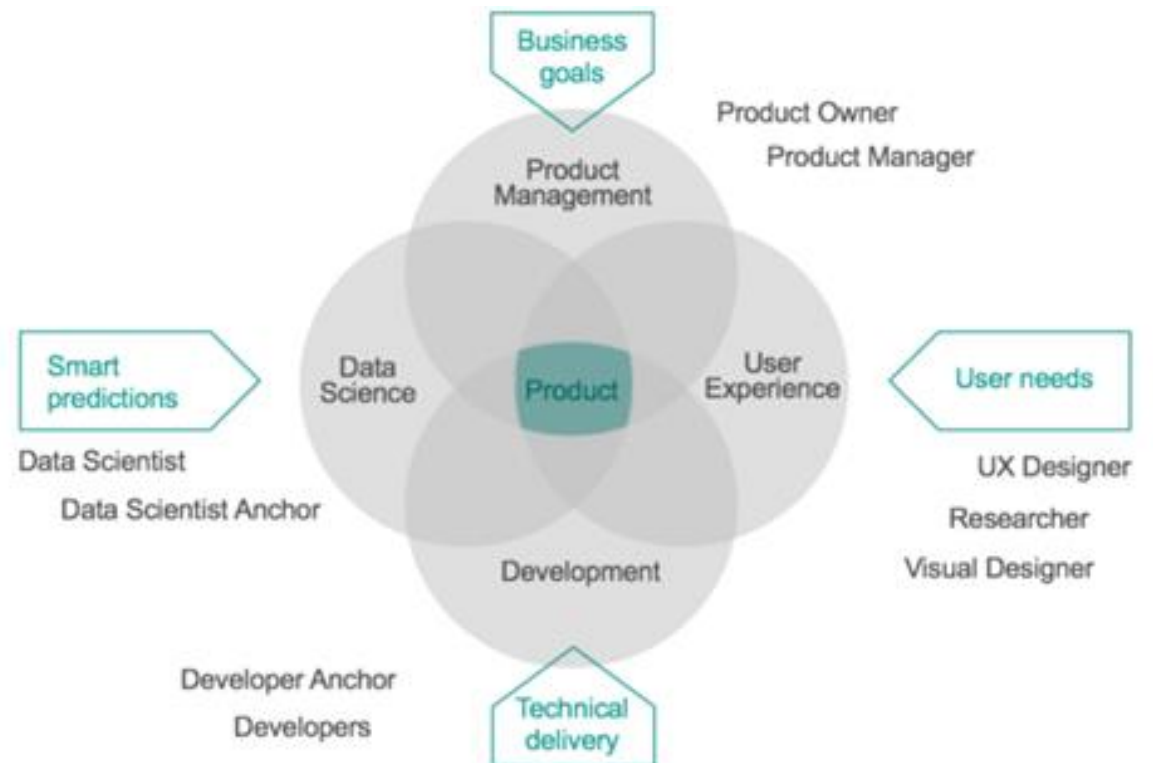 Business
goals
Product Owner
Product Manager
Product
Management
Smart
predictions
Data
Science
Product
User
Experience
User needs
Data Scientist
Data Scientist Anchor
UX Designer
Researcher
Visual Designer
Development
Developer Anchor
Developers
Technical
delivery